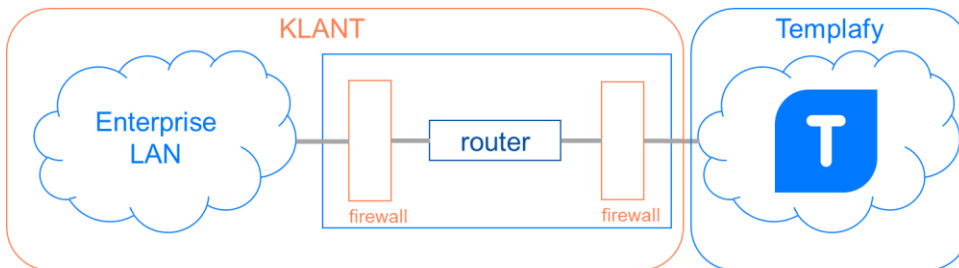 KLANT
Templafy
Enterprise
LAN
router
T
firewall
firewall